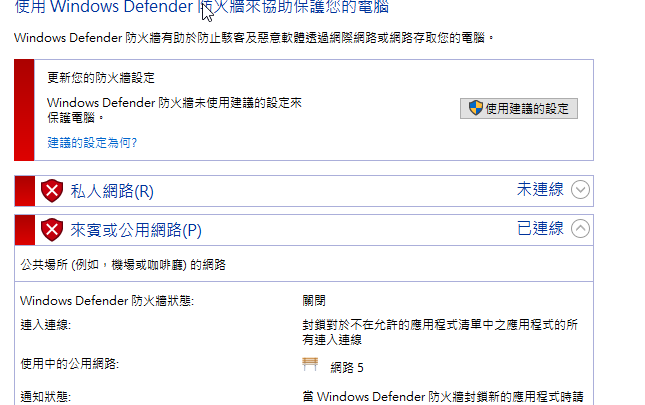 使用 Windows Defender 防火牆來協助保護您的電腦
Windows Defender 防火牆有助於防止駭客及惡意軟體透過網際網路或網路存取您的電腦。
更新您的防火牆設定
Windows Defender 防火牆未使用建議的設定來
保護電腦。
使用建議的設定
建議的設定為何?
私人網路(R)
未連線
來賓或公用網路(P)
已連線
公共場所 (例如，機場或咖啡廳) 的網路
Windows Defender 防火牆狀態:
關閉
連入連線:
封鎖對於不在允許的應用程式清單中之應用程式的所
有連入連線
使用中的公用網路:
網路 5
通知狀態:
當 Windows Defender 防火牆封鎖新的應用程式時請